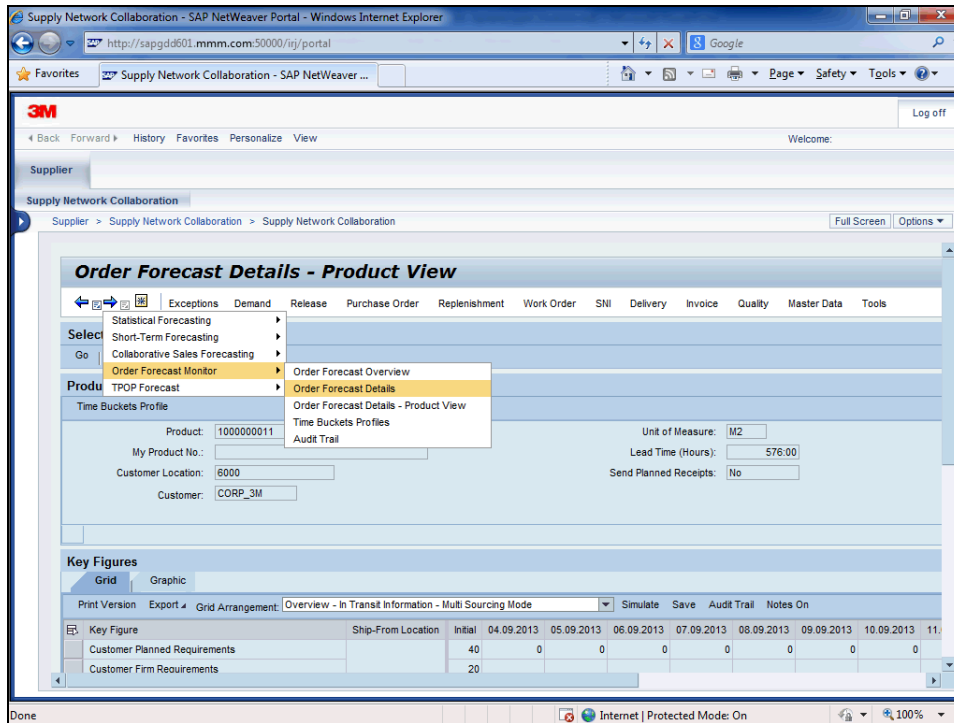 Supply Network Collaboration - SAP NetWeaver Portal - Windows Internet Explorer
http://sapgdd601.mmm.com:50000/irj/portal
Google
Favorites
Supply Network Collaboration - SAP NetWeaver ...
Page Safety Tools
3M
Log off
Back Forward History Favorites Personalize View
Welcome:
Supplier
Supply Network Collaboration
Supplier > Supply Network Collaboration > Supply Network Collaboration
Full Screen Options
Order Forecast Details - Product View
Exceptions Demand Release Purchase Order Replenishment Work Order SNI Delivery Invoice Quality Master Data Tools
Statistical Forecasting
Short-Term Forecasting
Collaborative Sales Forecasting
Order Forecast Monitor
TPOP Forecast
Order Forecast Overview
Order Forecast Details
Order Forecast Details - Product View
Time Buckets Profiles
Audit Trail
Selec
Go
Produ
Time Buckets Profile
Product: 1000000011
Unit of Measure: M2
My Product No.:
Lead Time (Hours): 576:00
Customer Location: 6000
Send Planned Receipts: No
Customer: CORP_3M
Key Figures
Grid Graphic
Print Version Export Grid Arrangement: Overview - In Transit Information - Multi Sourcing Mode Simulate Save Audit Trail Notes On
Key Figure Ship-From Location Initial 04.09.2013 05.09.2013 06.09.2013 07.09.2013 08.09.2013 09.09.2013 10.09.2013 11.
Customer Planned Requirements 40 0 0 0 0 0 0 0
Customer Firm Requirements 20
Done
Internet | Protected Mode: On
100%